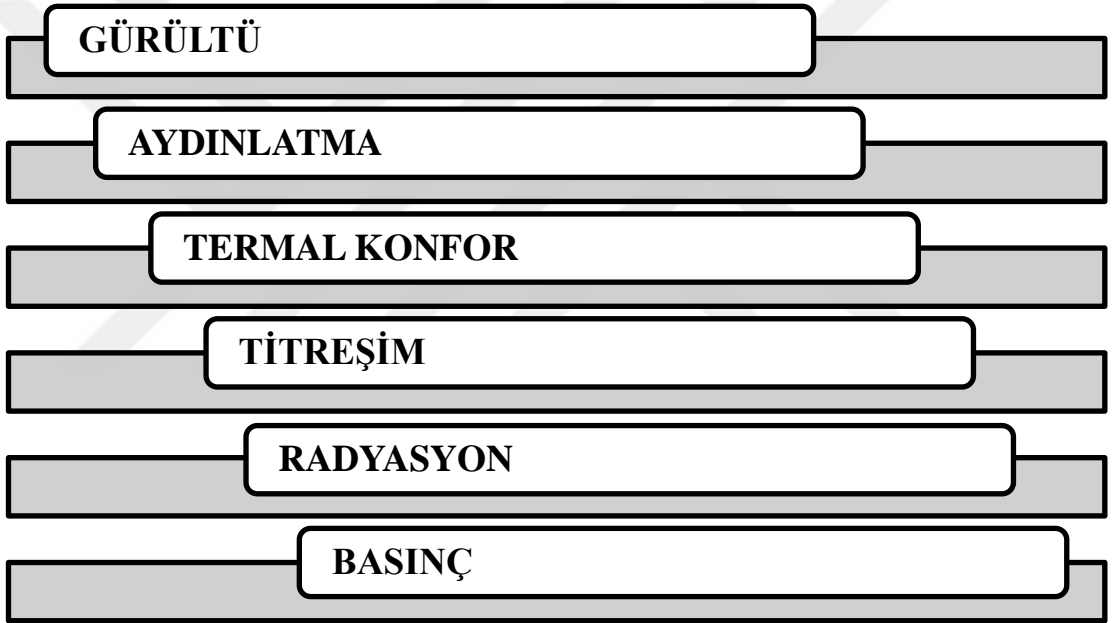 GÜRÜLTÜ
AYDINLATMA
TERMAL KONFOR
TİTREŞİM
RADYASYON
BASINÇ